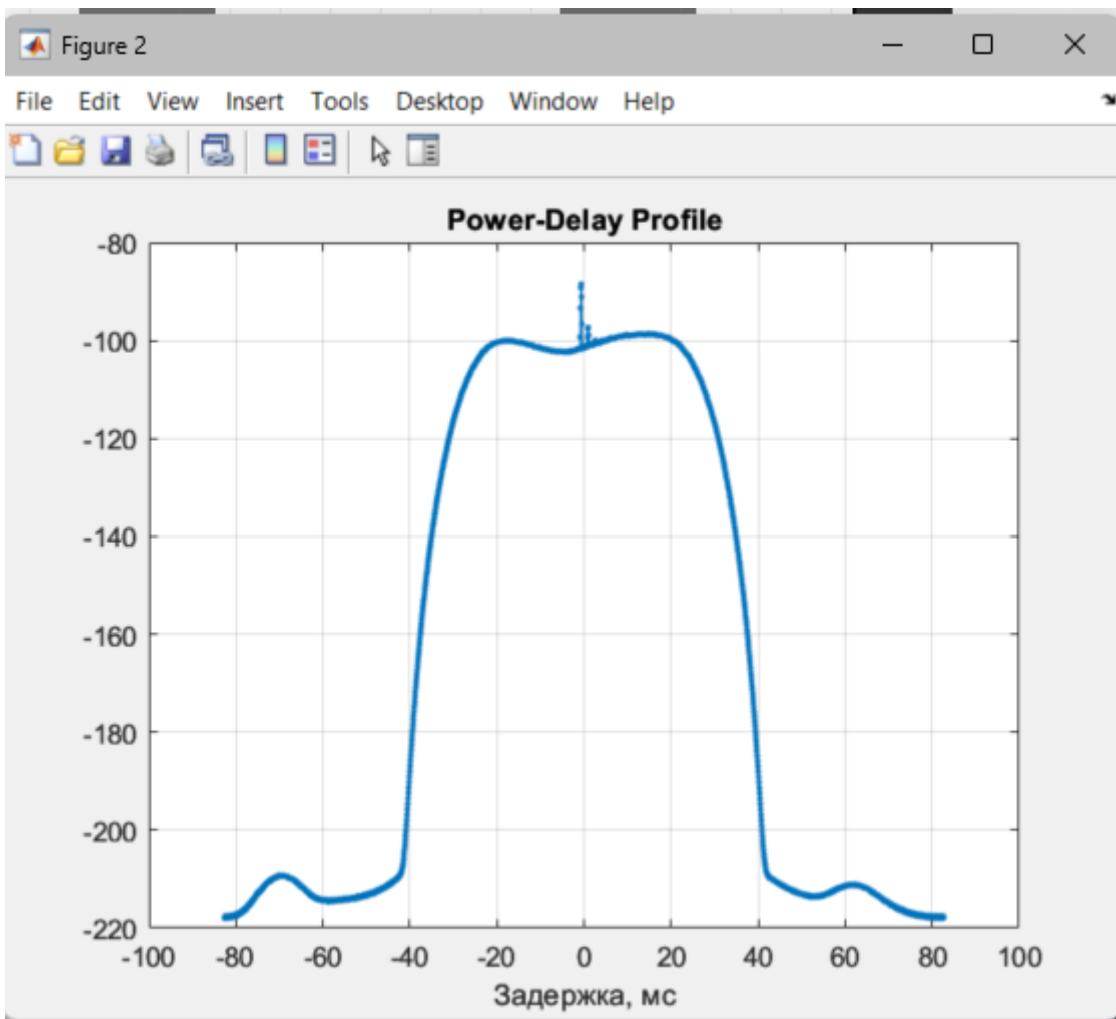 Figure 2
File Edit View Insert Tools Desktop Window Help
Power-Delay Profile
-80
-100
-120
-140
-160
-180
-200
-220
-100 -80 -60 -40 -20 0 20 40 60 80 100
Задержка, мс